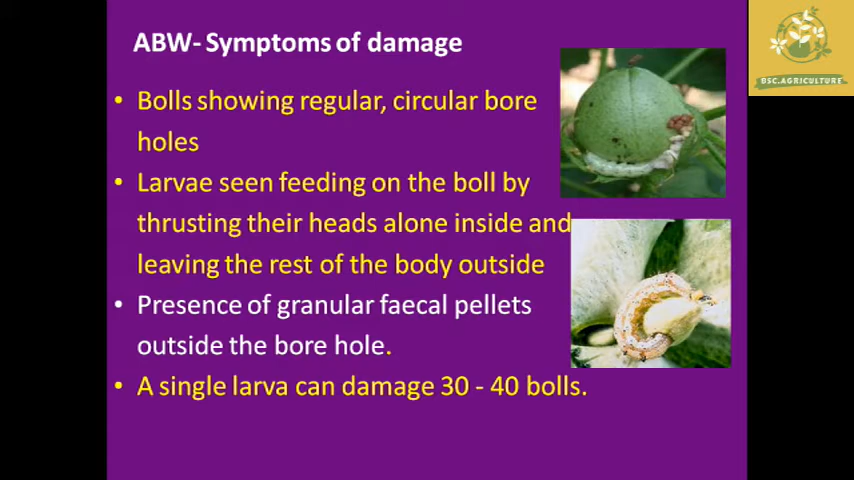 ABW- Symptoms of damage
• Bolls showing regular, circular bore
holes
• Larvae seen feeding on the boll by
thrusting their heads alone inside and
leaving the rest of the body outside
• Presence of granular faecal pellets
outside the bore hole.
• A single larva can damage 30 - 40 bolls.
BSC.AGRICULTURE